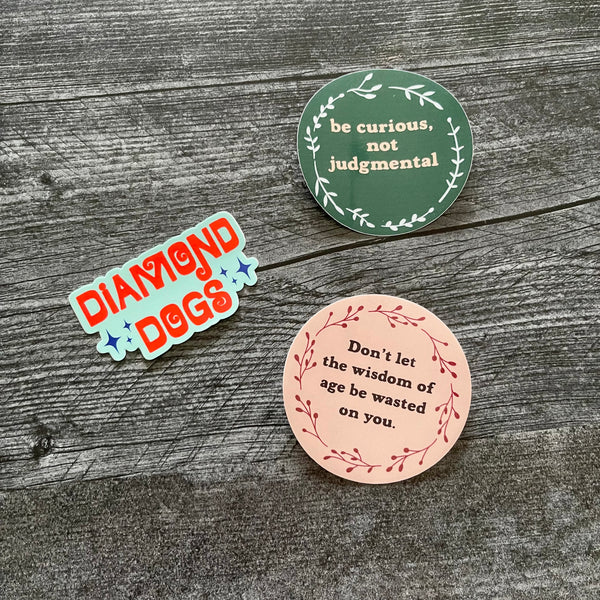 be curious,
not
judgmental
DiAMOND
DOGS
Don't let
the wisdom of
age be wasted
on you.